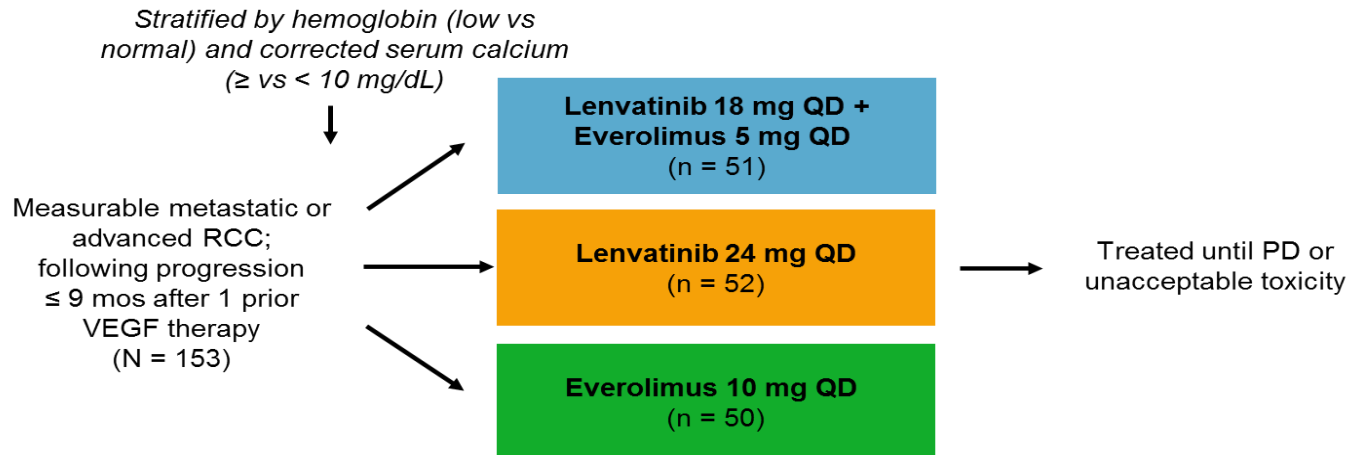 Stratified by hemoglobin (low vs
normal) and corrected serum calcium
(≥ vs < 10 mg/dL)
Measurable metastatic or
advanced RCC;
following progression
≤ 9 mos after 1 prior
VEGF therapy
(N = 153)
Lenvatinib 18 mg QD +
Everolimus 5 mg QD
(n = 51)
Lenvatinib 24 mg QD
(n = 52)
Everolimus 10 mg QD
(n = 50)
Treated until PD or
unacceptable toxicity